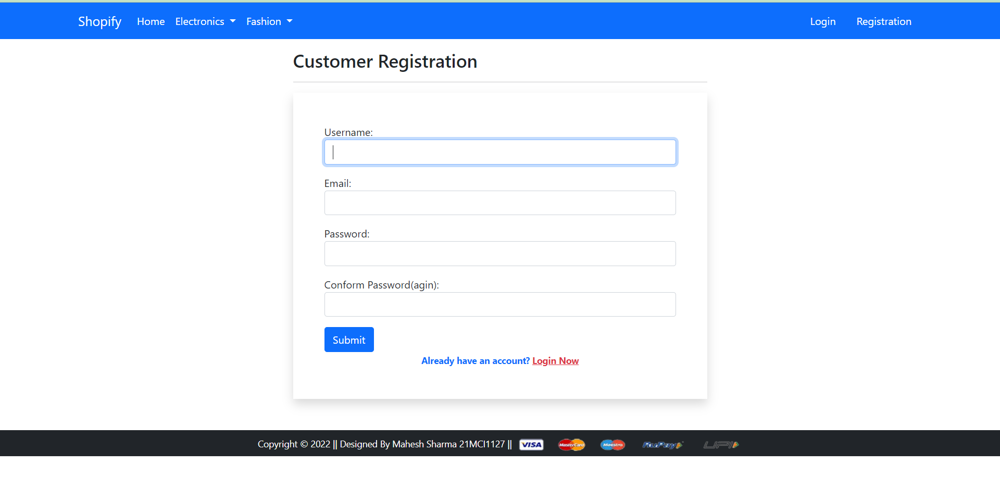 Shopify Home Electronics Fashion Login Registration
Customer Registration
Username:
Email:
Password:
Conform Password(agin):
Submit
Already have an account? Login Now
Copyright © 2022 || Designed By Mahesh Sharma 21MCI1127 || VISA MasterCard Maestro RuPay UPI